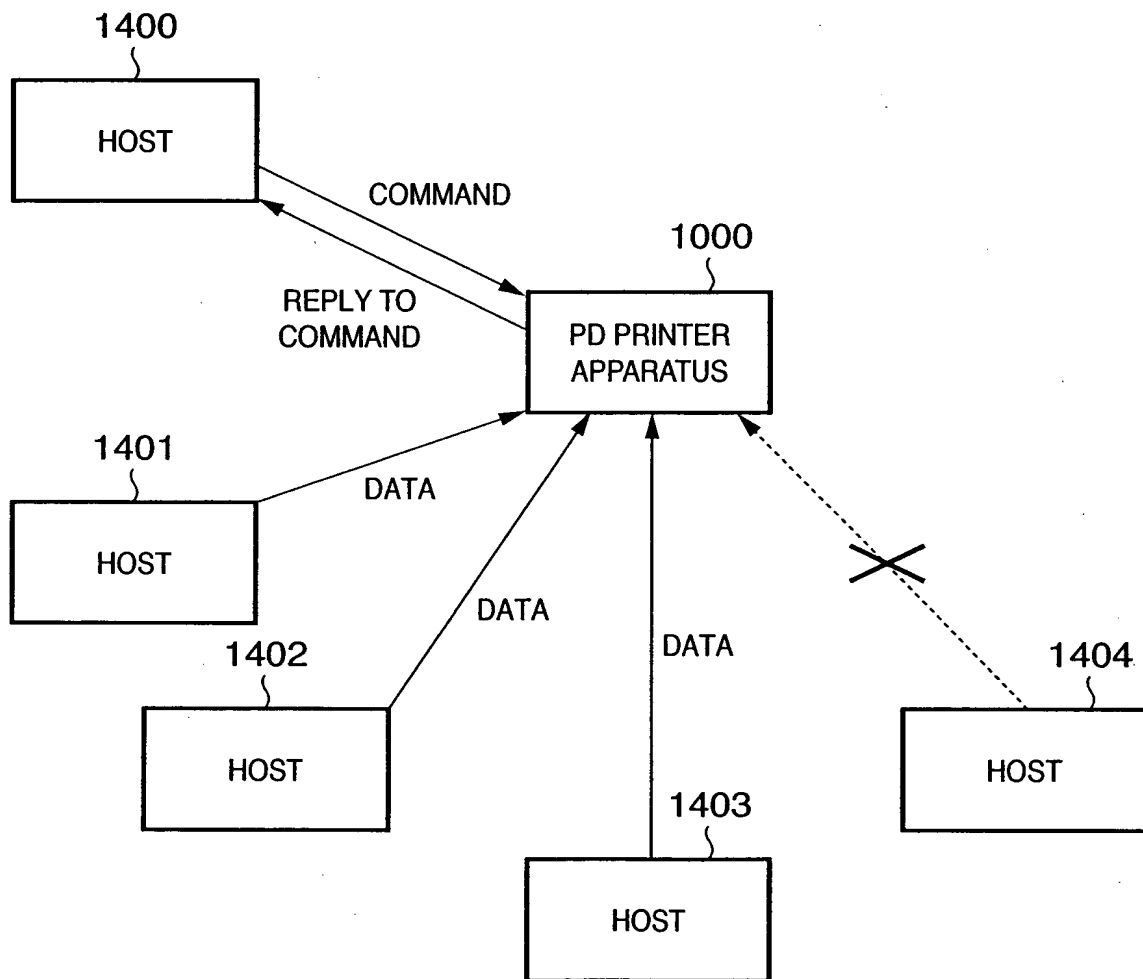 1400
HOST
COMMAND
1000
REPLY TO
COMMAND
PD PRINTER
APPARATUS
1401
DATA
HOST
DATA
1402
DATA
1404
HOST
HOST
1403
HOST